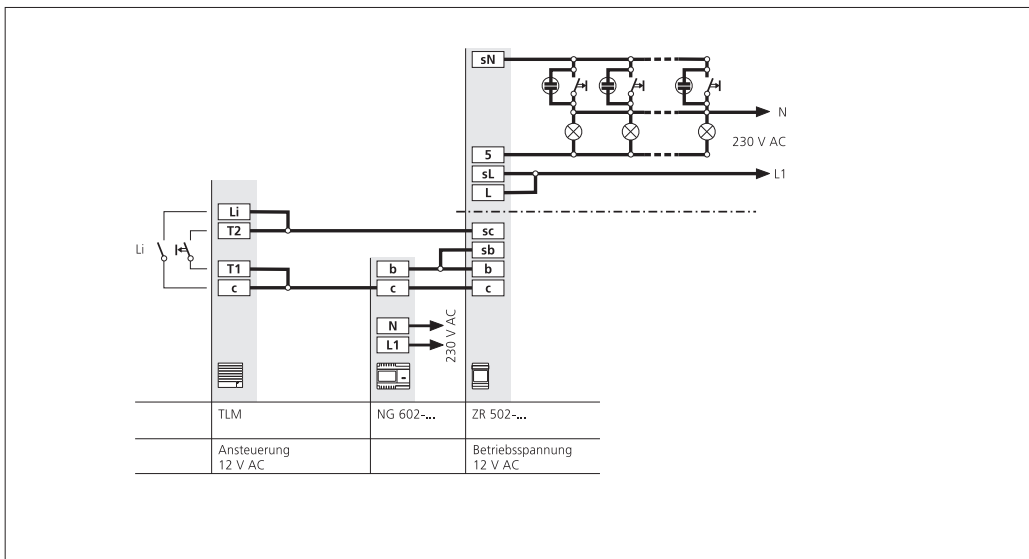 sN
N
230 V AC
5
sL
L1
L
Li
T2
sc
sb
Li
T1
b
b
c
c
c
N
L1
230 V AC
TLM
NG 602-...
ZR 502-...
Ansteuerung
12 V AC
Betriebsspannung
12 V AC